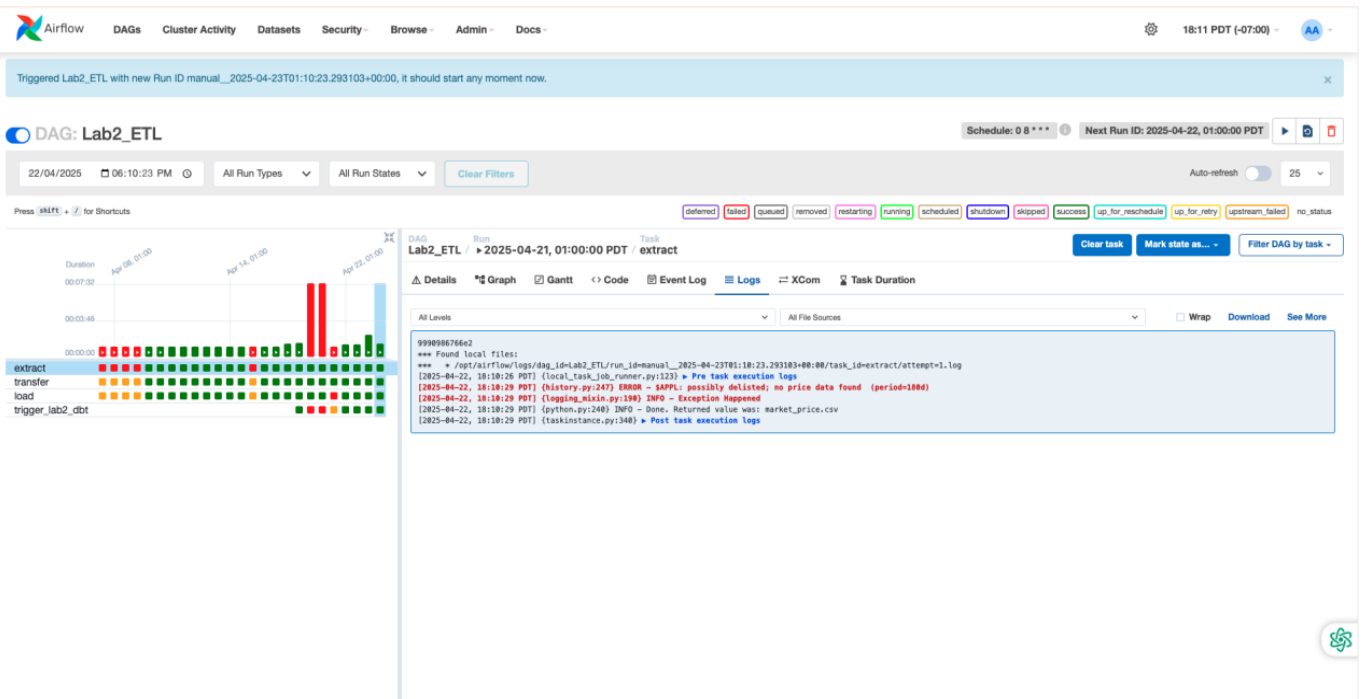 Airflow DAGs Cluster Activity Datasets Security Browse Admin Docs 18:11 PDT (-07:00) AA
Triggered Lab2_ETL with new Run ID manual__2025-04-23T01:10:23.293103+00:00, it should start any moment now. ×
DAG: Lab2_ETL Schedule: 0 8 * * * i Next Run ID: 2025-04-22, 01:00:00 PDT
22/04/2025 06:10:23 PM All Run Types All Run States Clear Filters Auto-refresh 25
Press shift + / for Shortcuts deferred failed queued removed restarting running scheduled shutdown skipped success up_for_reschedule up_for_retry upstream_failed no_status
Duration
Apr 08, 01:00 Apr 14, 01:00 Apr 22, 01:00
00:07:32
00:03:46
00:00:00
extract
transfer
load
trigger_lab2_dbt
DAG Run Task
Lab2_ETL / 2025-04-21, 01:00:00 PDT / extract Clear task Mark state as... Filter DAG by task
Details Graph Gantt <> Code Event Log Logs XCom Task Duration
All Levels All File Sources Wrap Download See More
9990986766e2
*** Found local files:
*** * /opt/airflow/logs/dag_id=Lab2_ETL/run_id=manual__2025-04-23T01:10:23.293103+00:00/task_id=extract/attempt=1.log
[2025-04-22, 18:10:26 PDT] {local_task_job_runner.py:123} ▶ Pre task execution logs
[2025-04-22, 18:10:29 PDT] {history.py:247} ERROR - $APPL: possibly delisted; no price data found (period=180d)
[2025-04-22, 18:10:29 PDT] {logging_mixin.py:190} INFO - Exception Happened
[2025-04-22, 18:10:29 PDT] {python.py:240} INFO - Done. Returned value was: market_price.csv
[2025-04-22, 18:10:29 PDT] {taskinstance.py:340} ▶ Post task execution logs